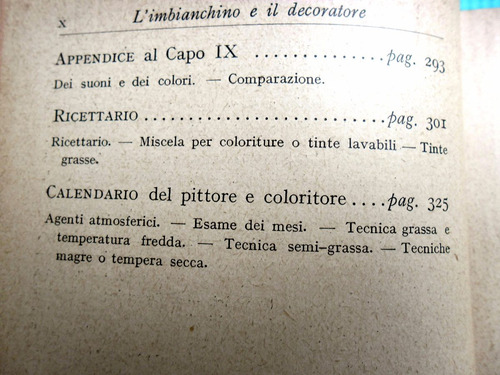 x L'imbianchino e il decoratore
APPENDICE al Capo IX ...............pag. 293
Dei suoni e dei colori. — Comparazione.
RICETTARIO ...........................pag. 301
Ricettario. — Miscela per coloriture o tinte lavabili — Tinte
grasse.
CALENDARIO del pittore e coloritore ....pag. 325
Agenti atmosferici. — Esame dei mesi. — Tecnica grassa e
temperatura fredda. — Tecnica semi-grassa. — Tecniche
magre o tempera secca.